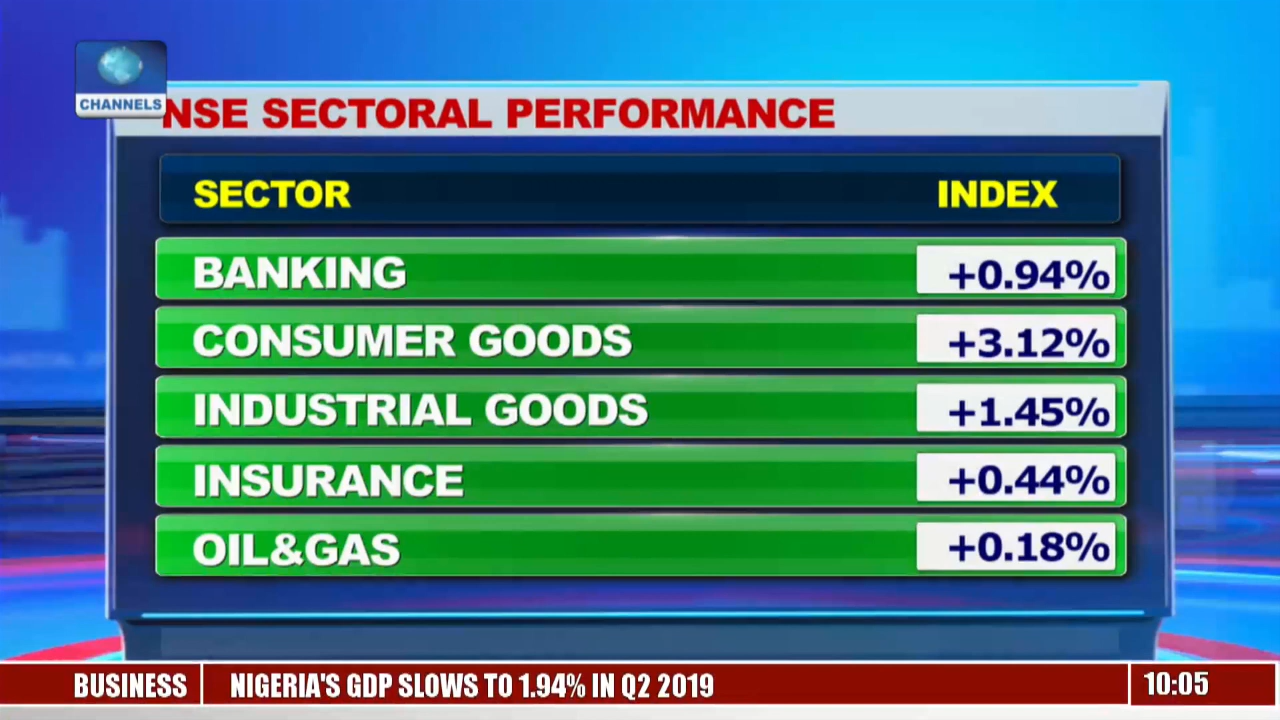 CHANNELS
NSE SECTORAL PERFORMANCE
SECTOR INDEX
BANKING +0.94%
CONSUMER GOODS +3.12%
INDUSTRIAL GOODS +1.45%
INSURANCE +0.44%
OIL&GAS +0.18%
BUSINESS NIGERIA'S GDP SLOWS TO 1.94% IN Q2 2019 10:05